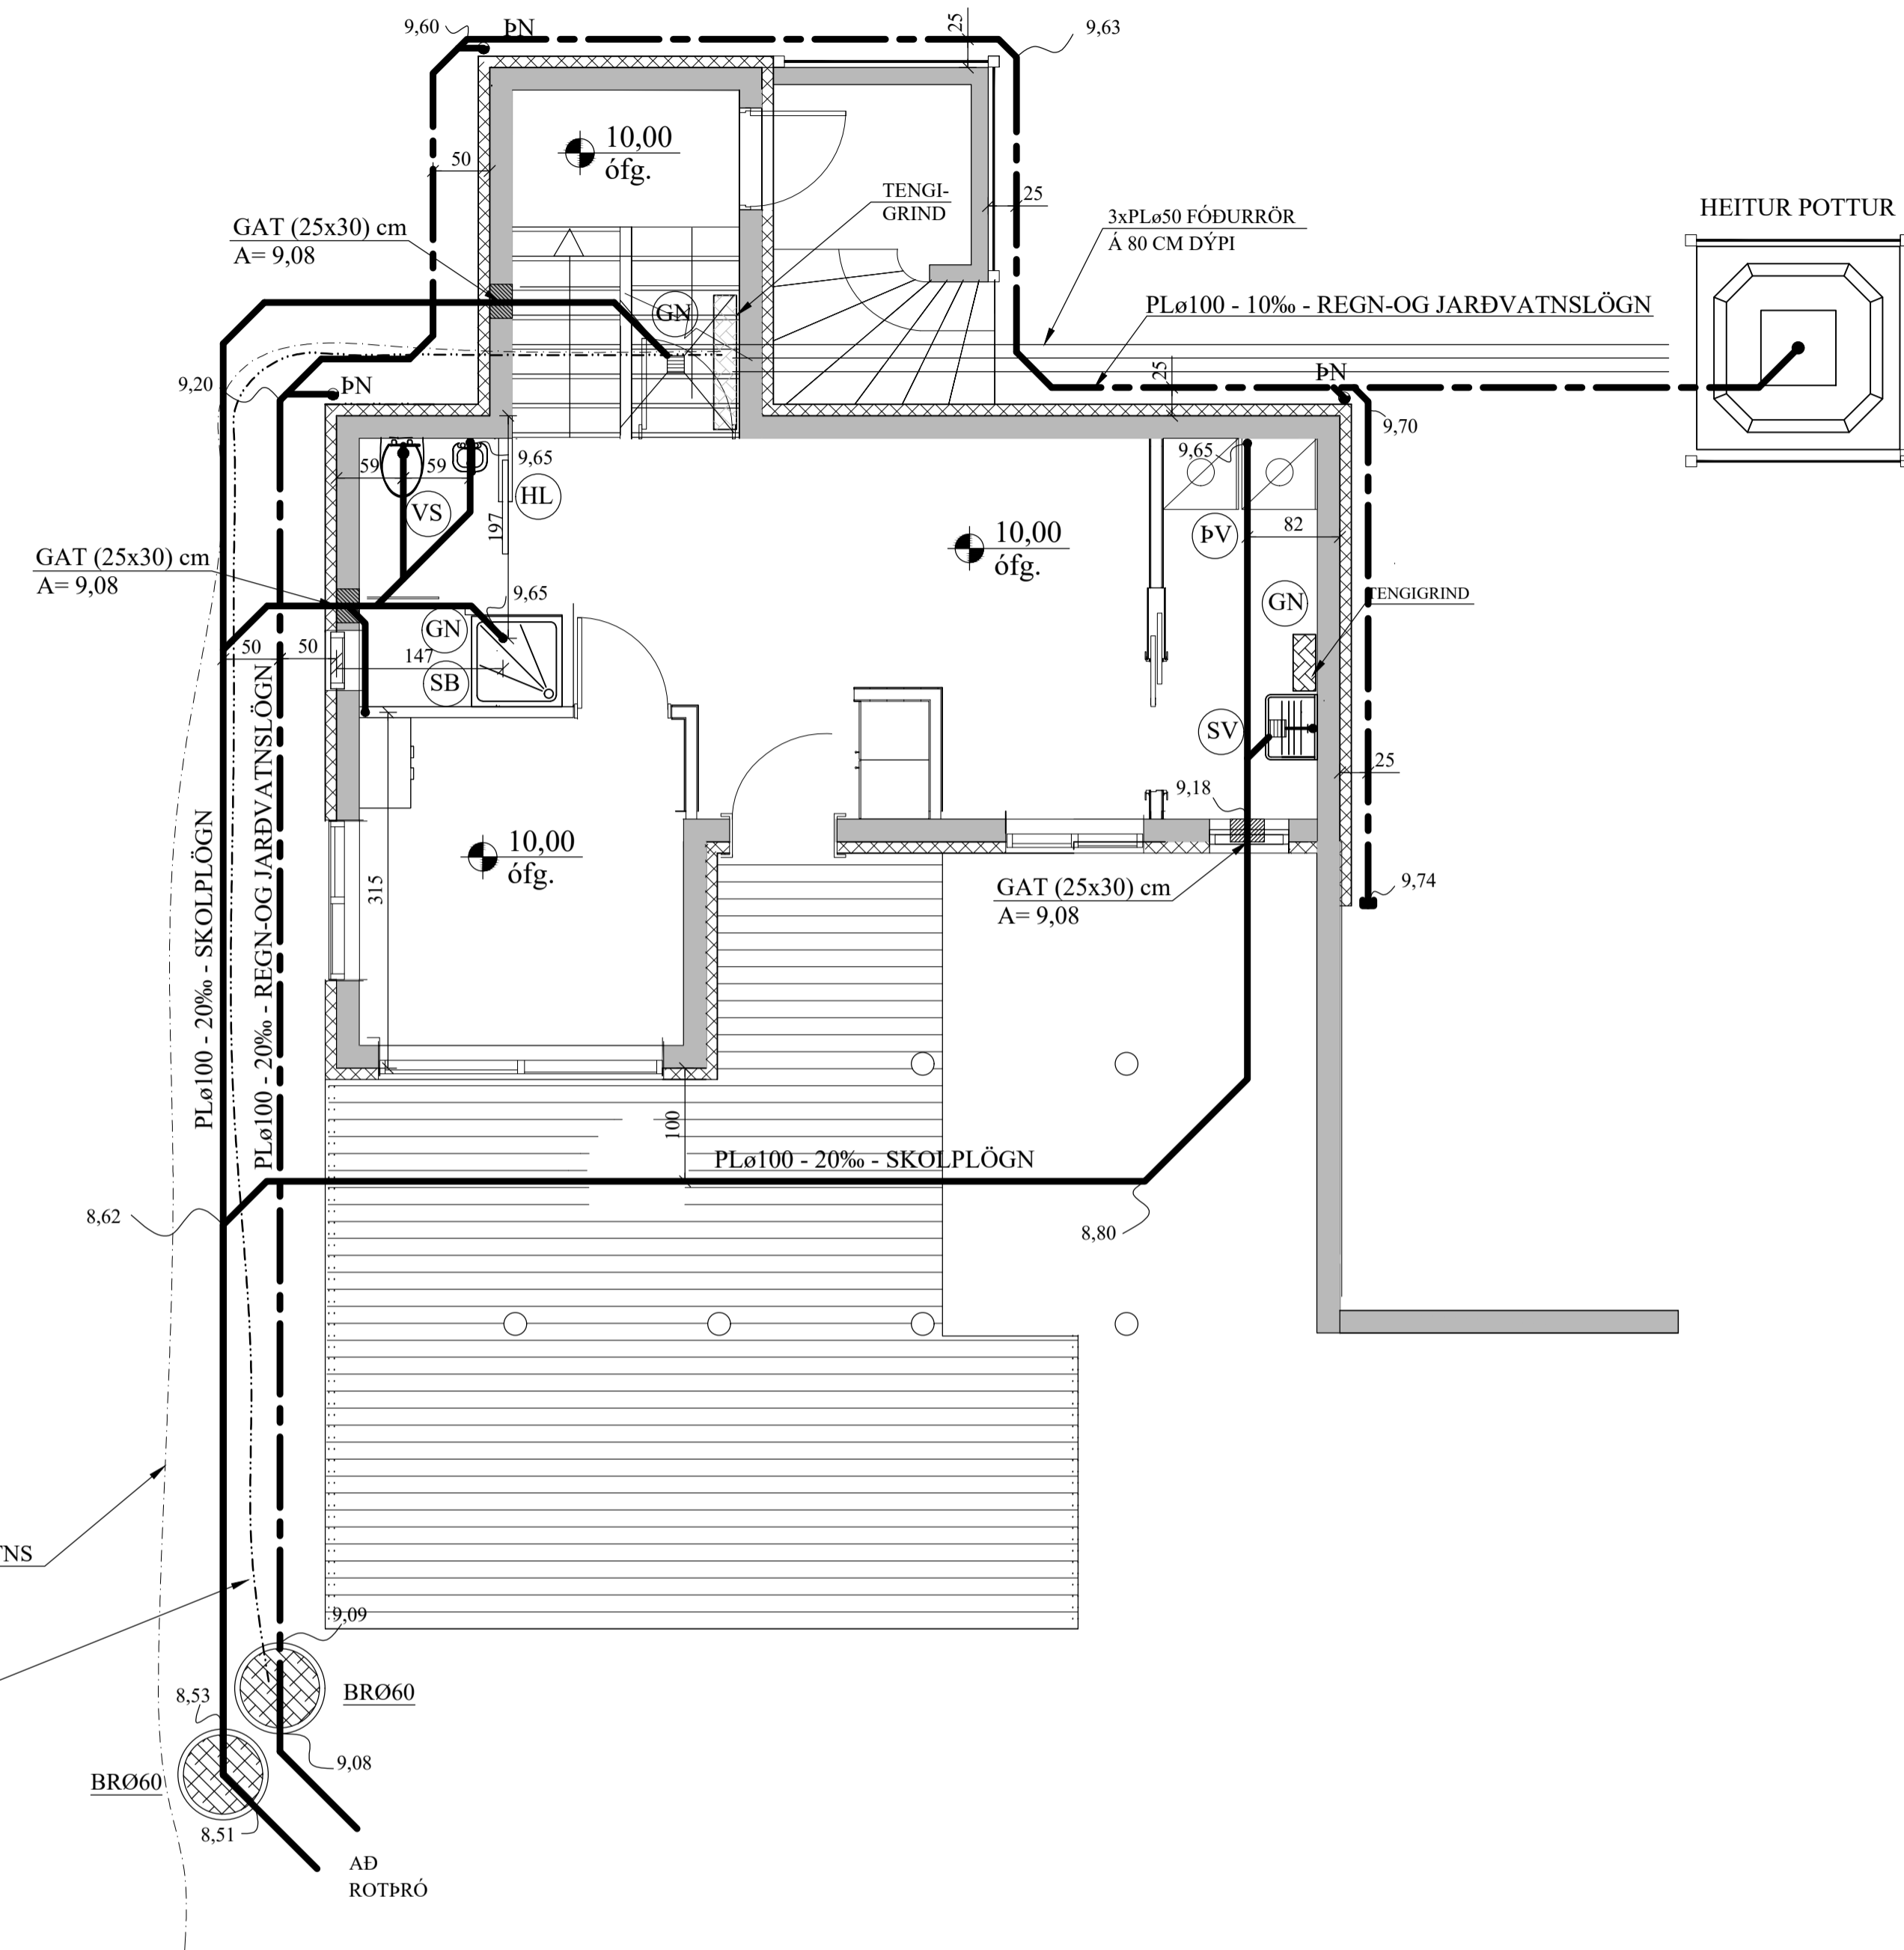 9,60
ÞN
25
9,63
10,00
ófg.
50
TENGI-
GRIND
25
HEITUR POTTUR
3xPLø50 FÓÐURRÖR
Á 80 CM DÝPI
GAT (25x30) cm
A= 9,08
GN
PLø100 - 10‰ - REGN-OG JARÐVATNSLÖGN
9,20
ÞN
25
ÞN
9,70
9,65
9,65
59
59
HL
VS
197
10,00
ófg.
ÞV
82
GAT (25x30) cm
A= 9,08
9,65
GN
TENGIGRIND
GN
50
50
147
SB
SV
25
9,18
PLø100 - 20‰ - SKOLPLÖGN
PLø100 - 20‰ - REGN-OG JARÐVATNSLÖGN
10,00
ófg.
315
GAT (25x30) cm
A= 9,08
9,74
100
PLø100 - 20‰ - SKOLPLÖGN
8,62
8,80
TNS
9,09
BRØ60
8,53
9,08
BRØ60
8,51
AÐ
ROTÞRÓ